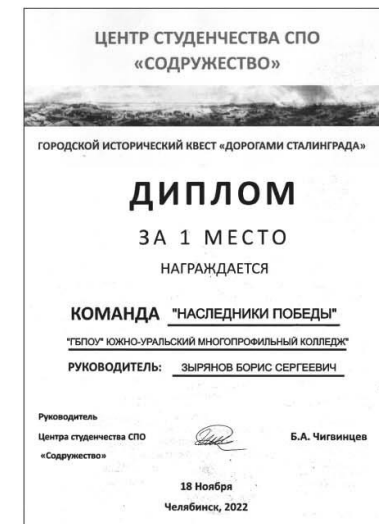 ЦЕНТР СТУДЕНЧЕСТВА СПО
«СОДРУЖЕСТВО»
ГОРОДСКОЙ ИСТОРИЧЕСКИЙ КВЕСТ «ДОРОГАМИ СТАЛИНГРАДА»
ДИПЛОМ
ЗА 1 МЕСТО
НАГРАЖДАЕТСЯ
КОМАНДА "НАСЛЕДНИКИ ПОБЕДЫ"
"ГБПОУ" ЮЖНО-УРАЛЬСКИЙ МНОГОПРОФИЛЬНЫЙ КОЛЛЕДЖ"
РУКОВОДИТЕЛЬ: ЗЫРЯНОВ БОРИС СЕРГЕЕВИЧ
Руководитель
Центра студенчества СПО Б.А. Чигвинцев
«Содружество»
18 Ноября
Челябинск, 2022